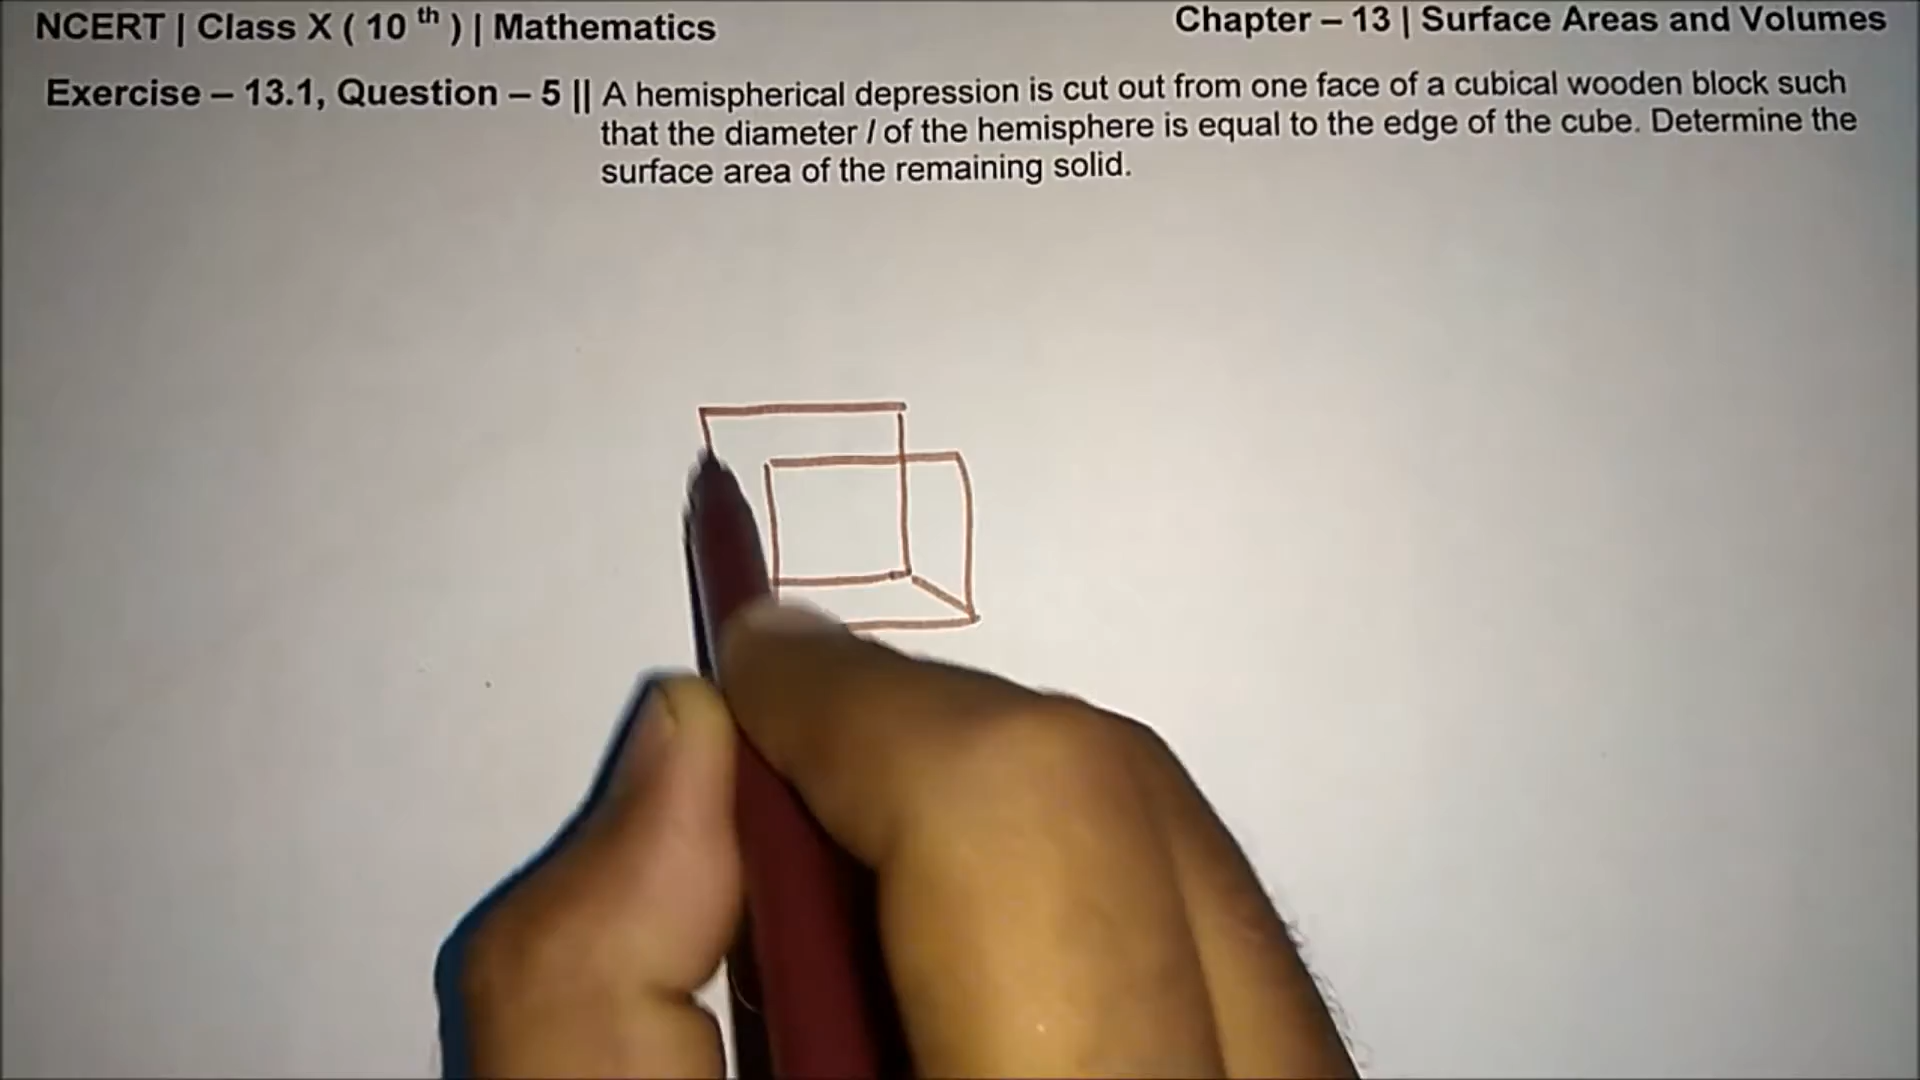 NCERT | Class X ( 10 th ) | Mathematics
Chapter – 13 | Surface Areas and Volumes
Exercise – 13.1, Question – 5 || A hemispherical depression is cut out from one face of a cubical wooden block such
that the diameter l of the hemisphere is equal to the edge of the cube. Determine the
surface area of the remaining solid.